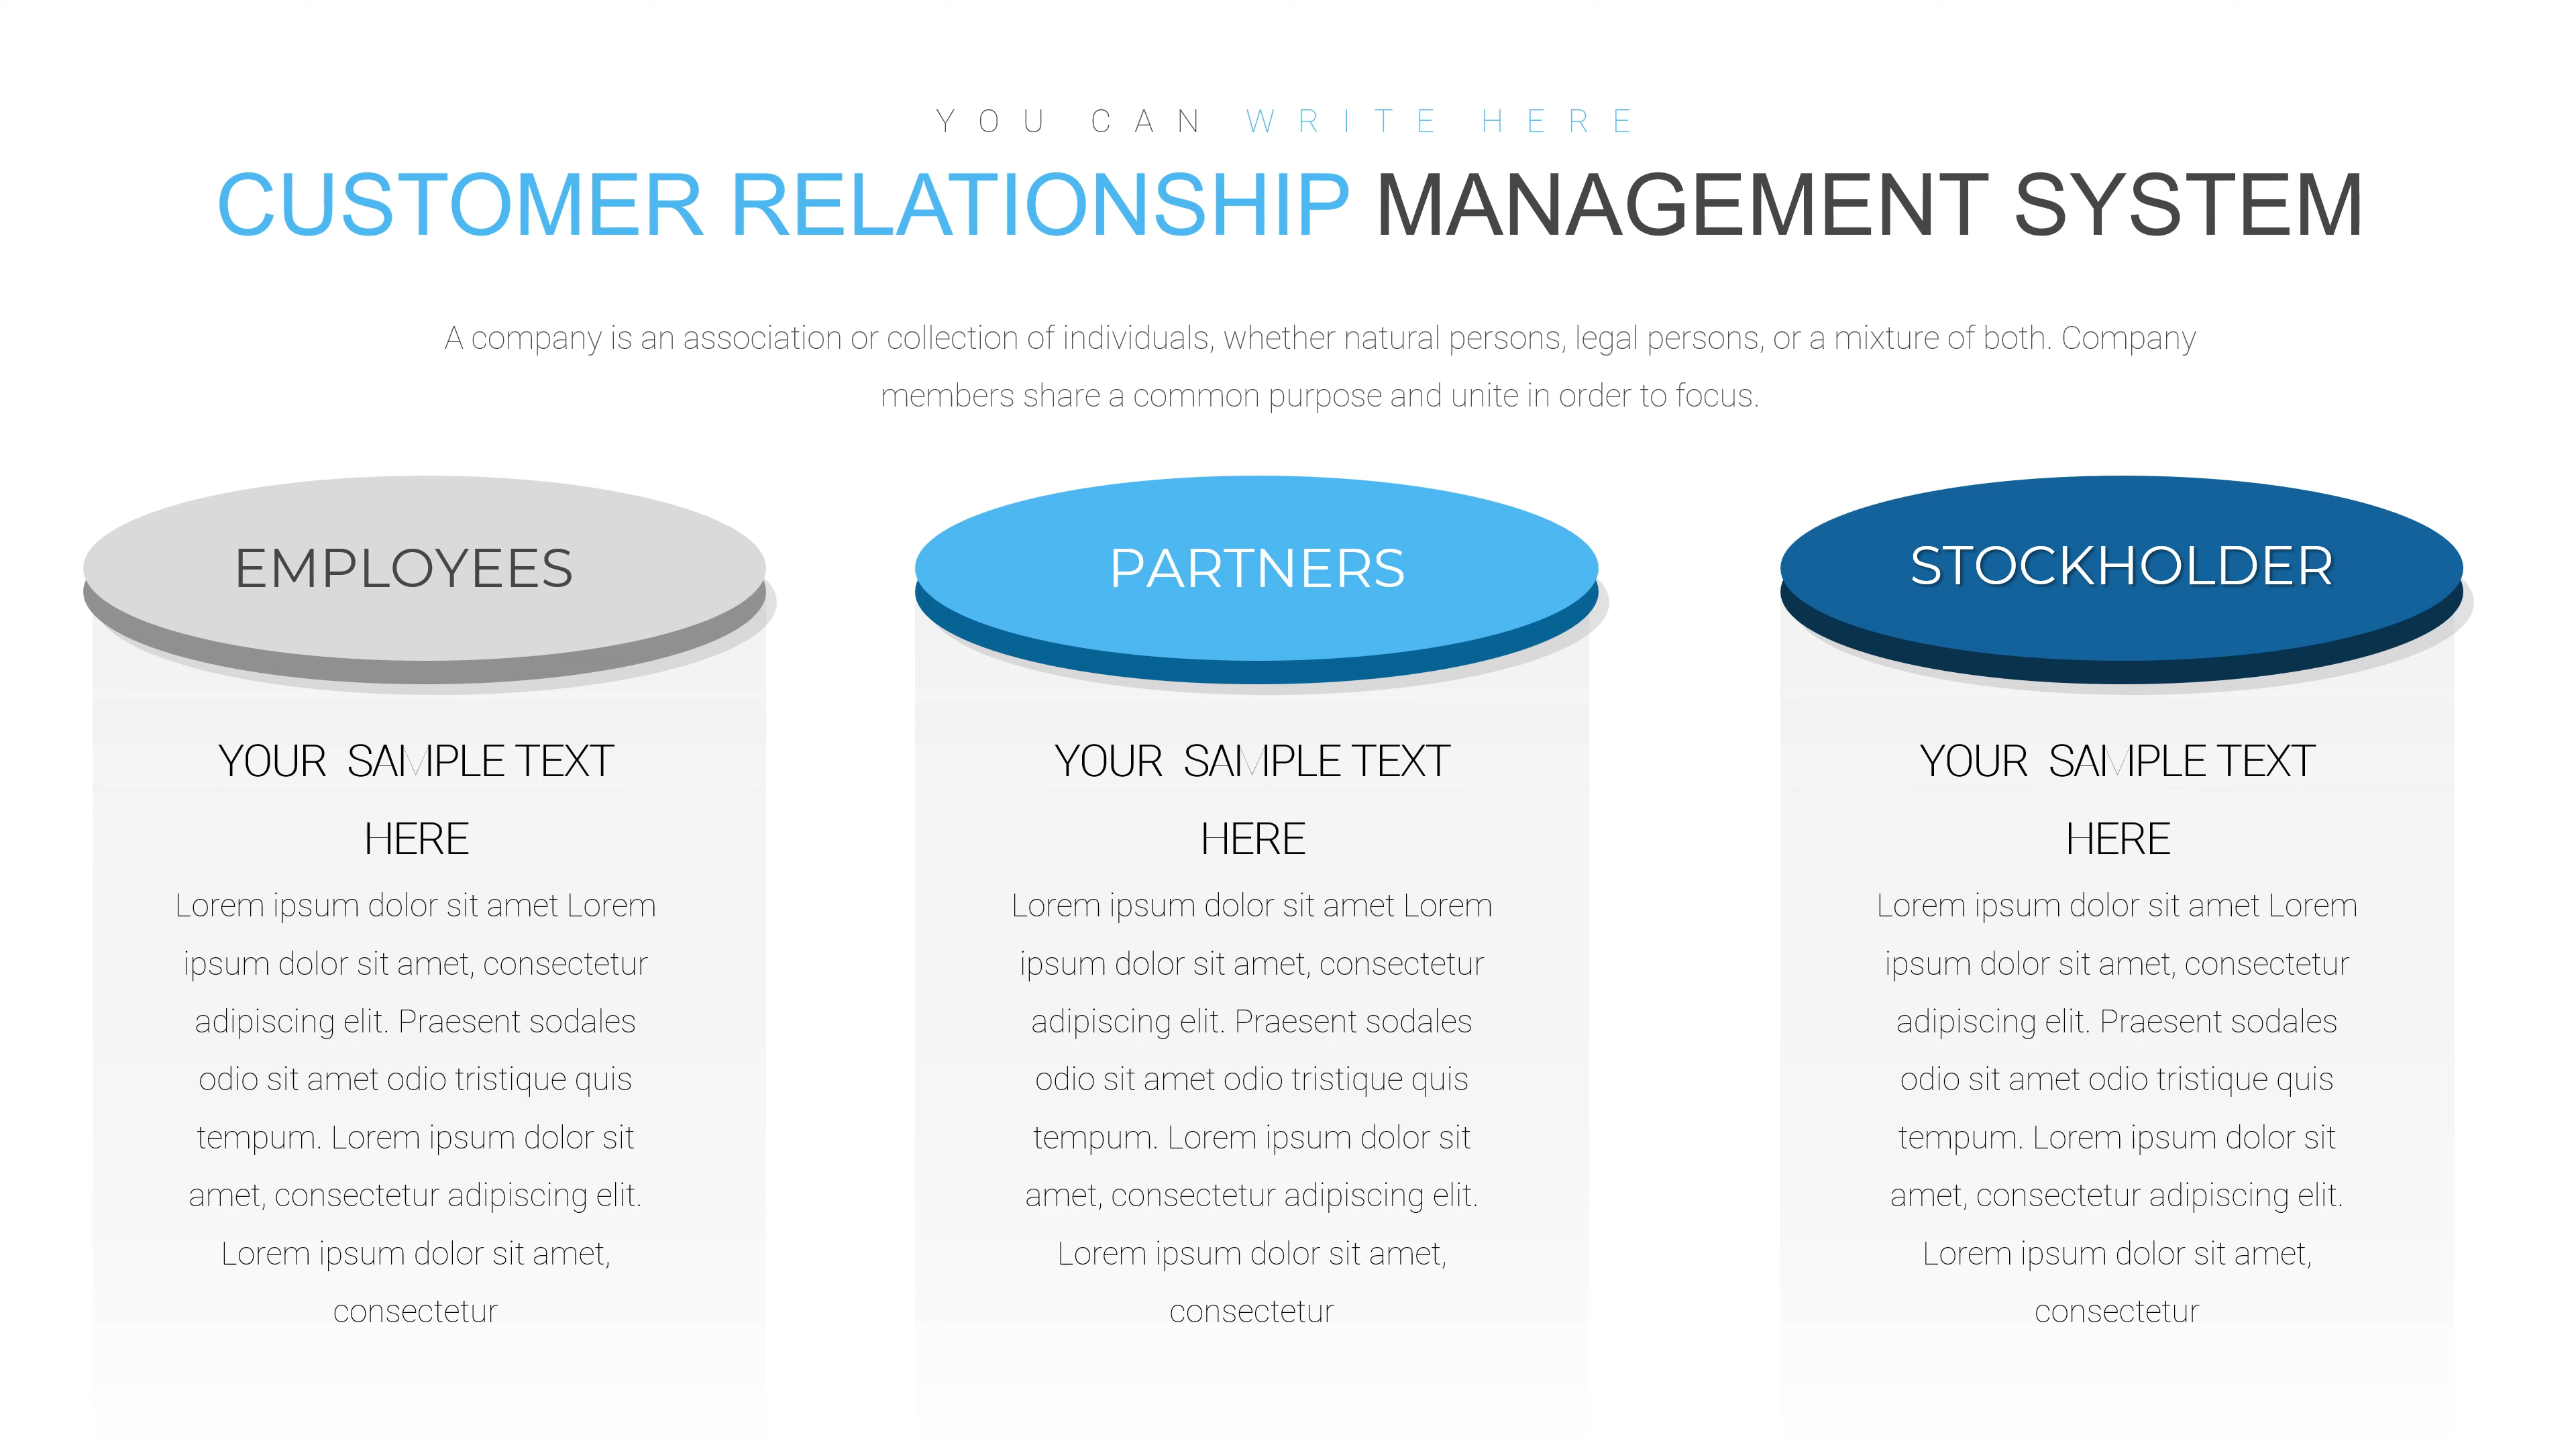 YOU CAN WRITE HERE
CUSTOMER RELATIONSHIP MANAGEMENT SYSTEM
A company is an association or collection of individuals, whether natural persons, legal persons, or a mixture of both. Company
members share a common purpose and unite in order to focus.
EMPLOYEES
YOUR SAMPLE TEXT
HERE
Lorem ipsum dolor sit amet Lorem
ipsum dolor sit amet, consectetur
adipiscing elit. Praesent sodales
odio sit amet odio tristique quis
tempum. Lorem ipsum dolor sit
amet, consectetur adipiscing elit.
Lorem ipsum dolor sit amet,
consectetur
PARTNERS
YOUR SAMPLE TEXT
HERE
Lorem ipsum dolor sit amet Lorem
ipsum dolor sit amet, consectetur
adipiscing elit. Praesent sodales
odio sit amet odio tristique quis
tempum. Lorem ipsum dolor sit
amet, consectetur adipiscing elit.
Lorem ipsum dolor sit amet,
consectetur
STOCKHOLDER
YOUR SAMPLE TEXT
HERE
Lorem ipsum dolor sit amet Lorem
ipsum dolor sit amet, consectetur
adipiscing elit. Praesent sodales
odio sit amet odio tristique quis
tempum. Lorem ipsum dolor sit
amet, consectetur adipiscing elit.
Lorem ipsum dolor sit amet,
consectetur